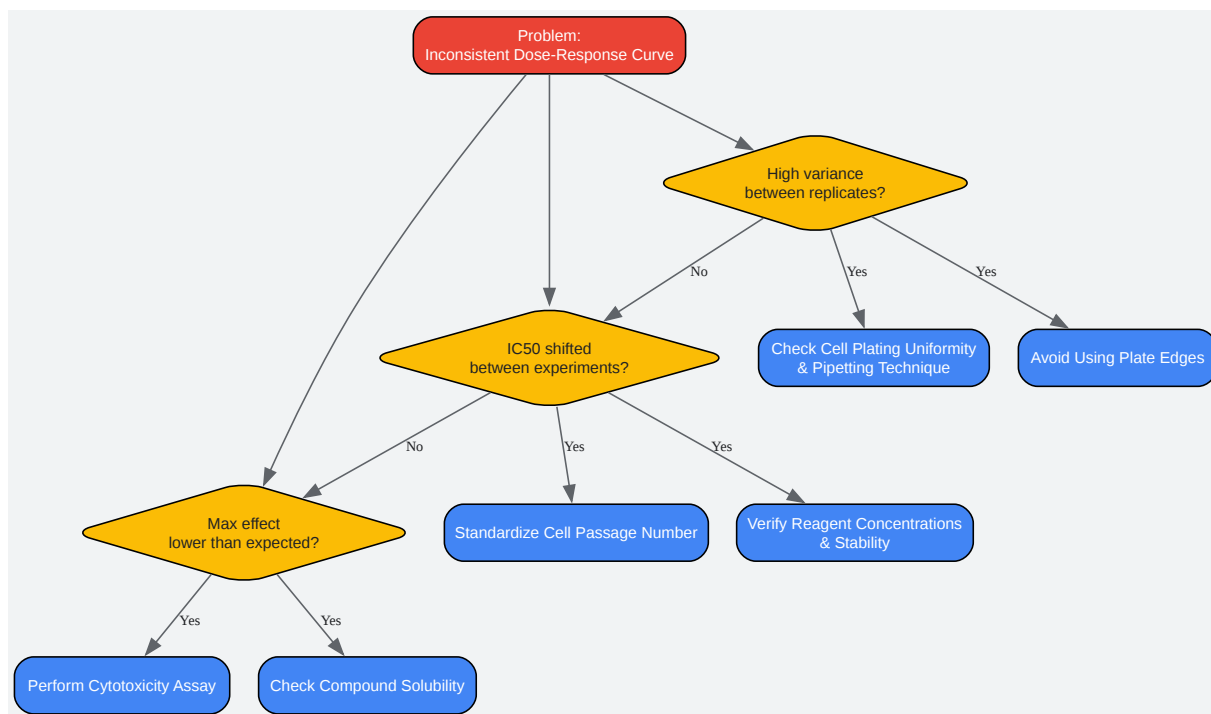 Problem:
Inconsistent Dose-Response Curve
High variance
between replicates?
No
Yes
Yes
IC50 shifted
between experiments?
Check Cell Plating Uniformity
& Pipetting Technique
Avoid Using Plate Edges
No
Yes
Yes
Max effect
lower than expected?
Standardize Cell Passage Number
Verify Reagent Concentrations
& Stability
Yes
Yes
Perform Cytotoxicity Assay
Check Compound Solubility